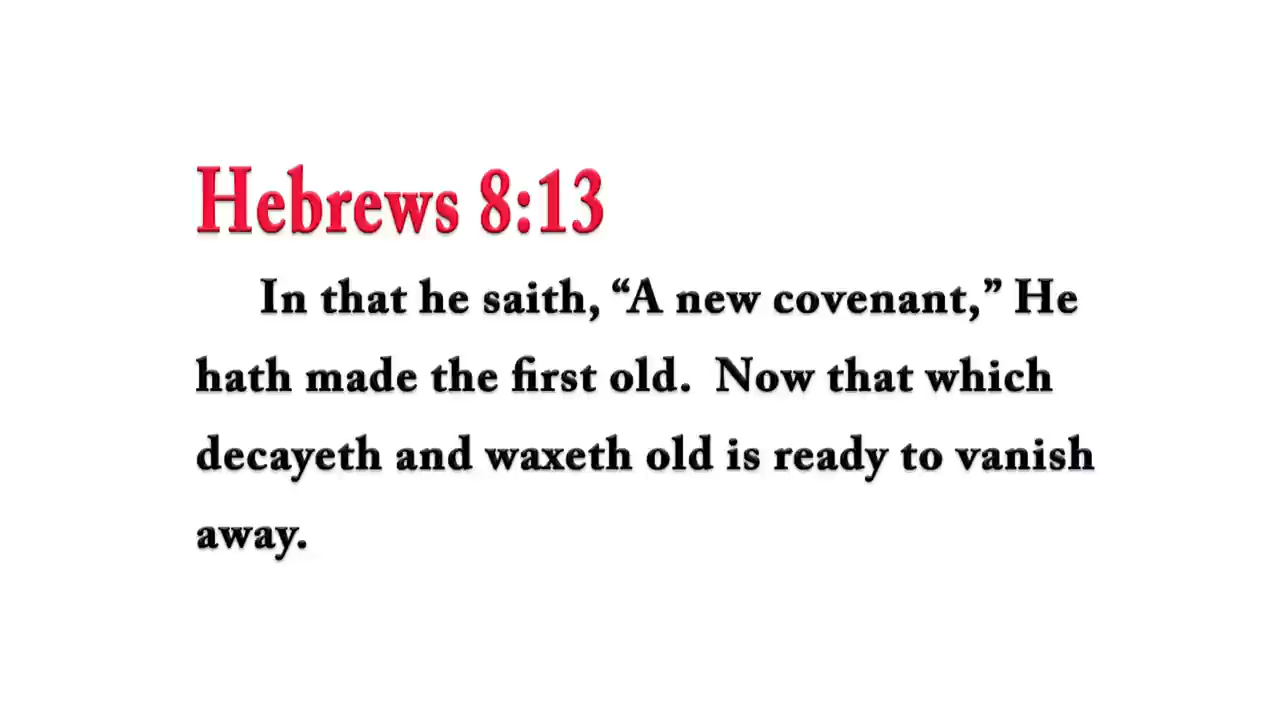 Hebrews 8:13
In that he saith, “A new covenant,” He
hath made the first old.  Now that which
decayeth and waxeth old is ready to vanish
away.